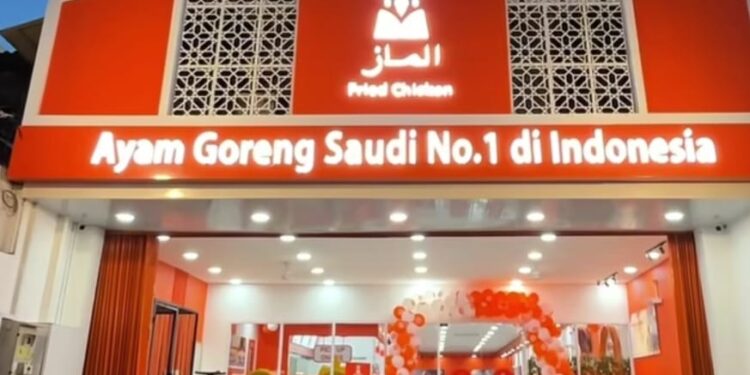 الماز
Fried Chicken
Ayam Goreng Saudi No.1 di Indonesia